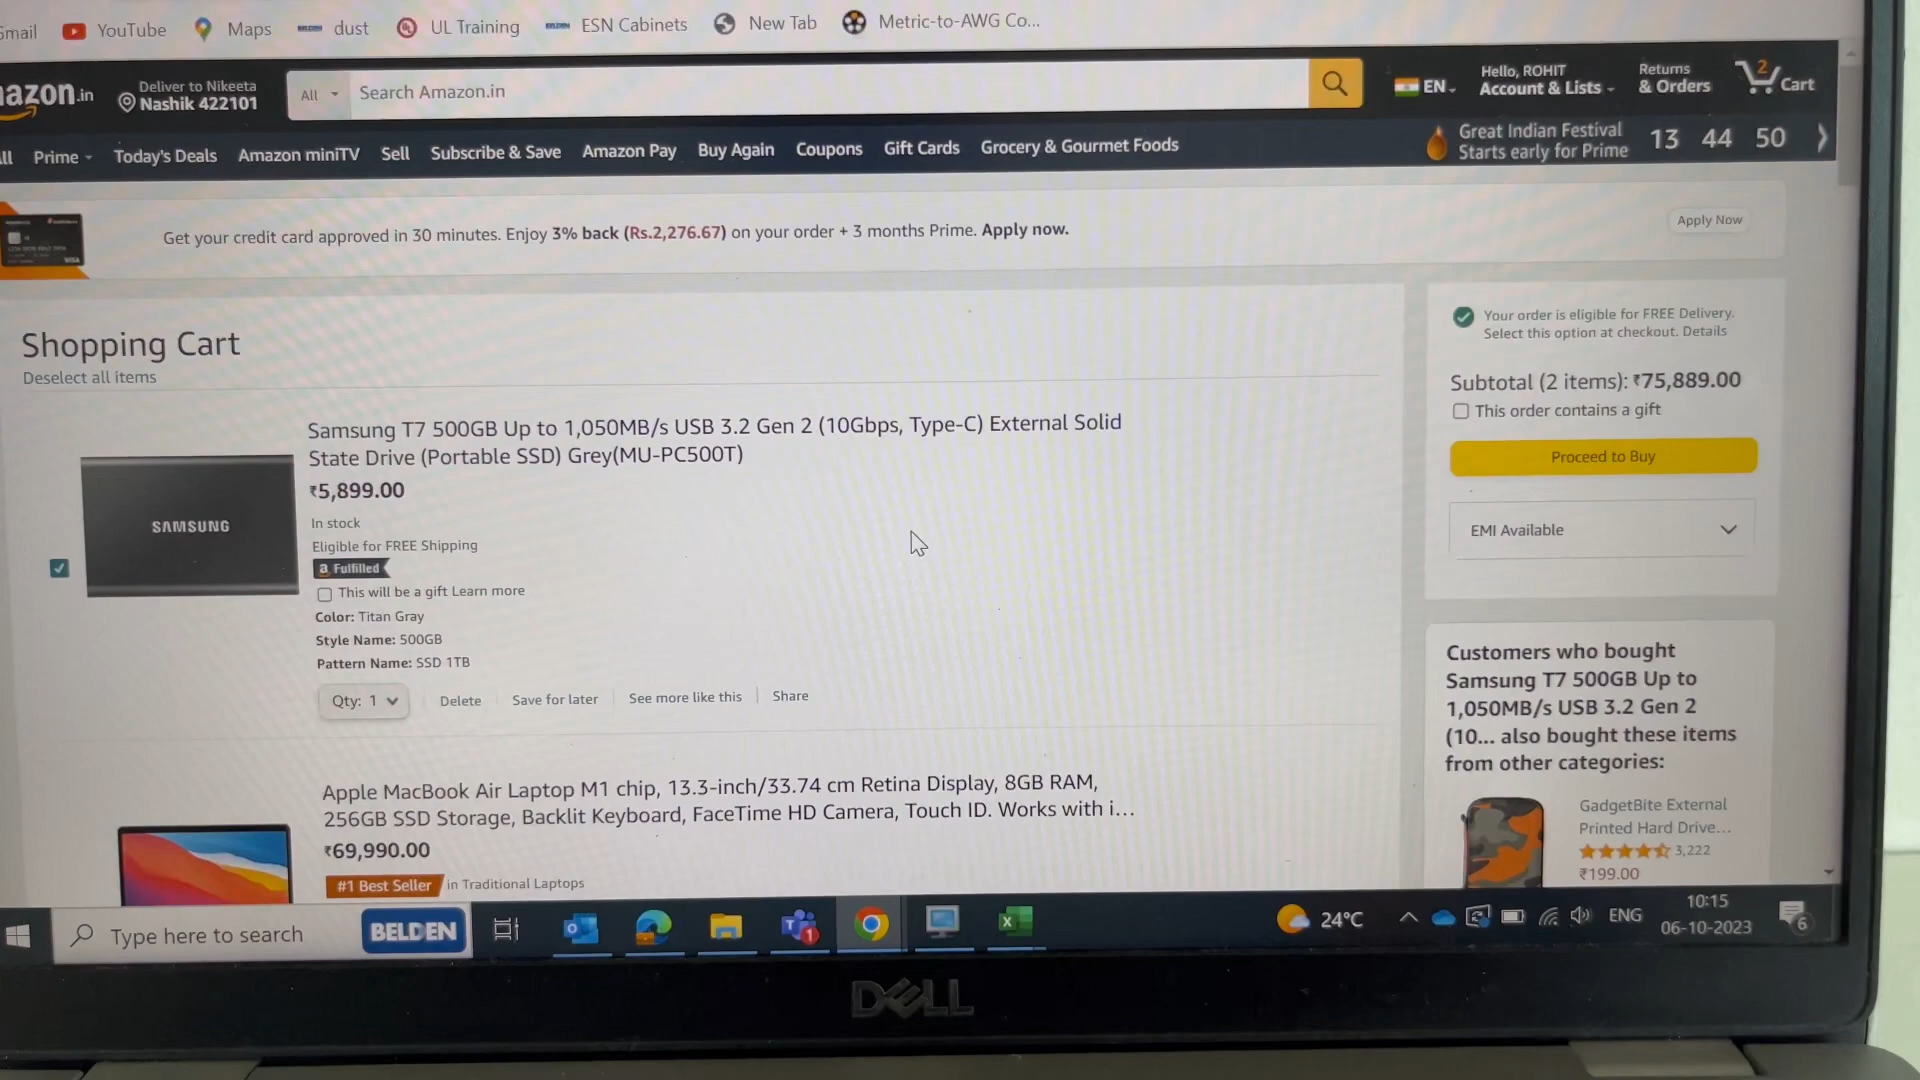 Gmail YouTube Maps dust UL Training ESN Cabinets New Tab Metric-to-AWG Co...
amazon.in Deliver to Nikeeta All Search Amazon.in EN Hello, ROHIT Returns 2
Nashik 422101 Account & Lists & Orders Cart
All Prime Today's Deals Amazon miniTV Sell Subscribe & Save Amazon Pay Buy Again Coupons Gift Cards Grocery & Gourmet Foods Great Indian Festival 13 44 50
Starts early for Prime
Get your credit card approved in 30 minutes. Enjoy 3% back (Rs.2,276.67) on your order + 3 months Prime. Apply now. Apply Now
VISA
Shopping Cart
Deselect all items
SAMSUNG
Samsung T7 500GB Up to 1,050MB/s USB 3.2 Gen 2 (10Gbps, Type-C) External Solid
State Drive (Portable SSD) Grey(MU-PC500T)
₹5,899.00
In stock
Eligible for FREE Shipping
a Fulfilled
This will be a gift Learn more
Color: Titan Gray
Style Name: 500GB
Pattern Name: SSD 1TB
Qty: 1 Delete Save for later See more like this Share
Apple MacBook Air Laptop M1 chip, 13.3-inch/33.74 cm Retina Display, 8GB RAM,
256GB SSD Storage, Backlit Keyboard, FaceTime HD Camera, Touch ID. Works with i...
₹69,990.00
#1 Best Seller in Traditional Laptops
Your order is eligible for FREE Delivery.
Select this option at checkout. Details
Subtotal (2 items): ₹75,889.00
This order contains a gift
Proceed to Buy
EMI Available
Customers who bought
Samsung T7 500GB Up to
1,050MB/s USB 3.2 Gen 2
(10... also bought these items
from other categories:
GadgetBite External
Printed Hard Drive...
3,222
₹199.00
Type here to search BELDEN 1 24°C ENG 10:15
06-10-2023 6
DELL